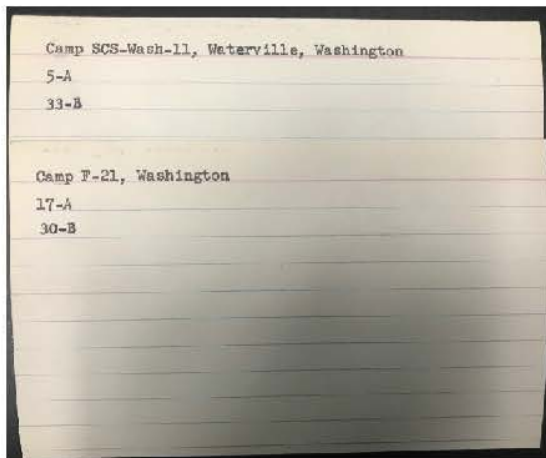 Camp SCS-Wash-11, Waterville, Washington
5-A
33-B
Camp F-21, Washington
17-A
30-B